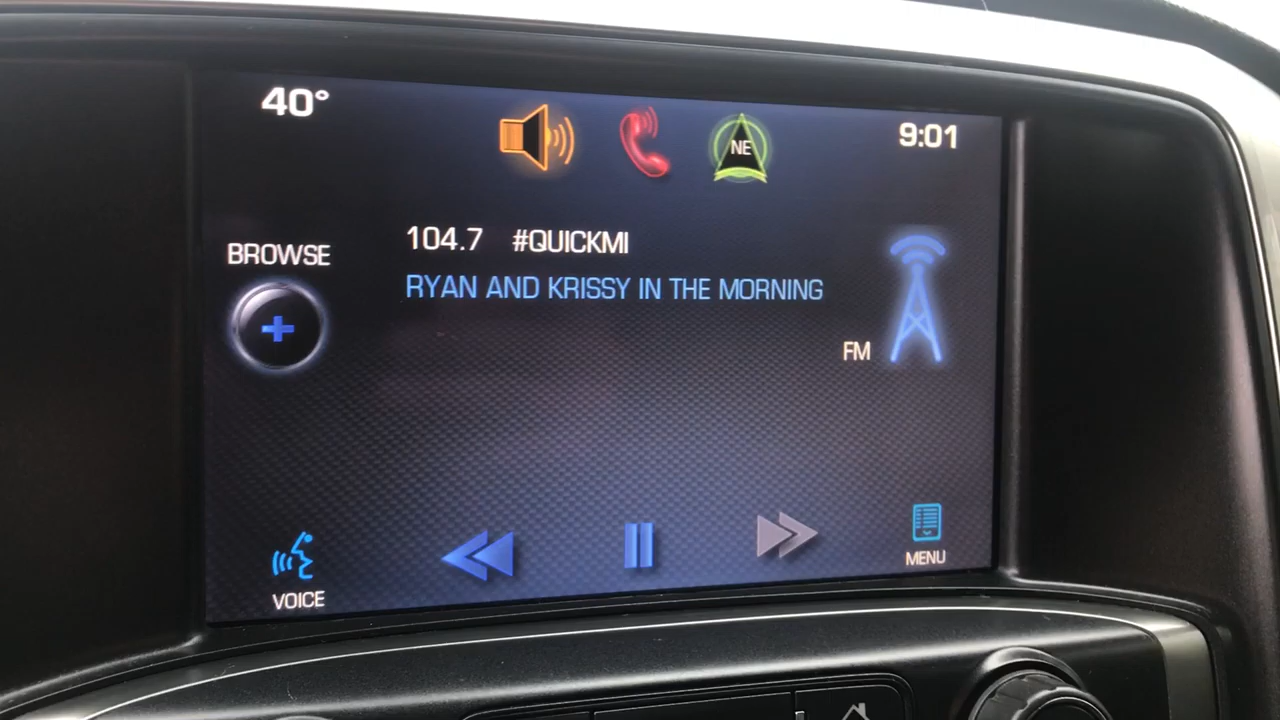 40°
NE
9:01
104.7 #QUICKMI
BROWSE
RYAN AND KRISSY IN THE MORNING
FM
VOICE
MENU